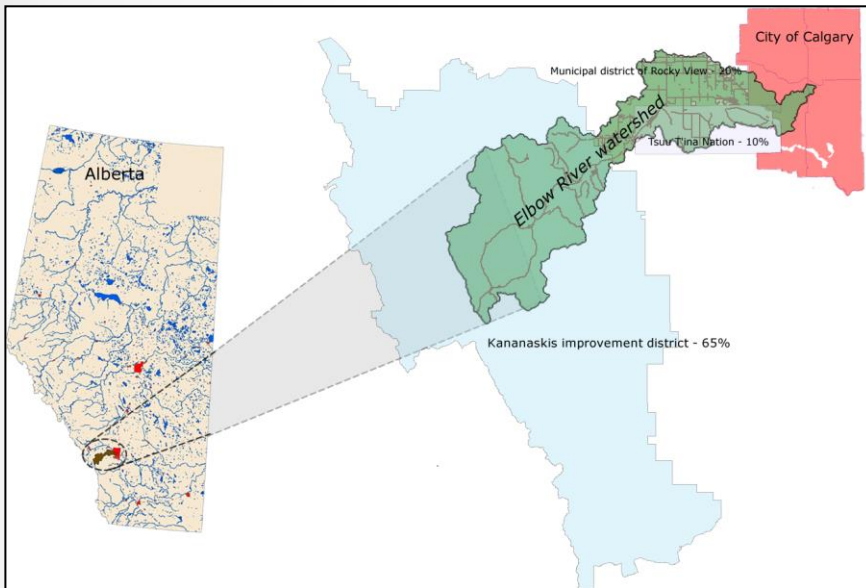 City of Calgary
Municipal district of Rocky View - 20%
Tsuu T'ina Nation - 10%
Elbow River watershed
Alberta
Kananaskis improvement district - 65%